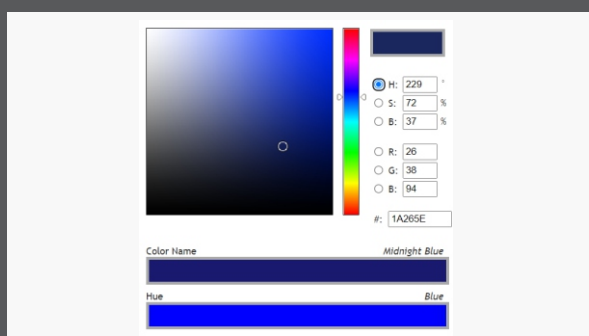 H: 229 °
S: 72 %
B: 37 %
R: 26
G: 38
B: 94
#: 1A265E
Color Name Midnight Blue
Hue Blue